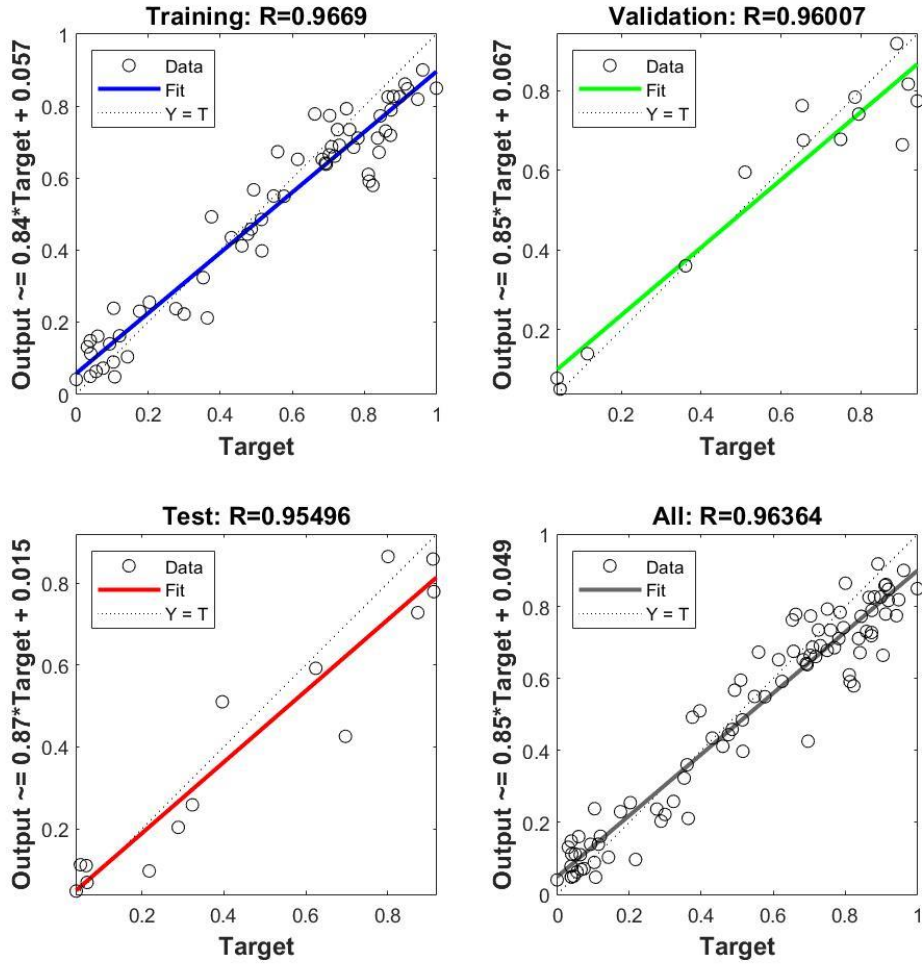 Training: R=0.9669
Output ~= 0.84*Target + 0.057
1
0.8
0.6
0.4
0.2
0
Data
Fit
Y = T
0 0.2 0.4 0.6 0.8 1
Target
Validation: R=0.96007
Output ~= 0.85*Target + 0.067
0.8
0.6
0.4
0.2
Data
Fit
Y = T
0.2 0.4 0.6 0.8
Target
Test: R=0.95496
Output ~= 0.87*Target + 0.015
0.8
0.6
0.4
0.2
Data
Fit
Y = T
0.2 0.4 0.6 0.8
Target
All: R=0.96364
Output ~= 0.85*Target + 0.049
1
0.8
0.6
0.4
0.2
0
Data
Fit
Y = T
0 0.2 0.4 0.6 0.8 1
Target